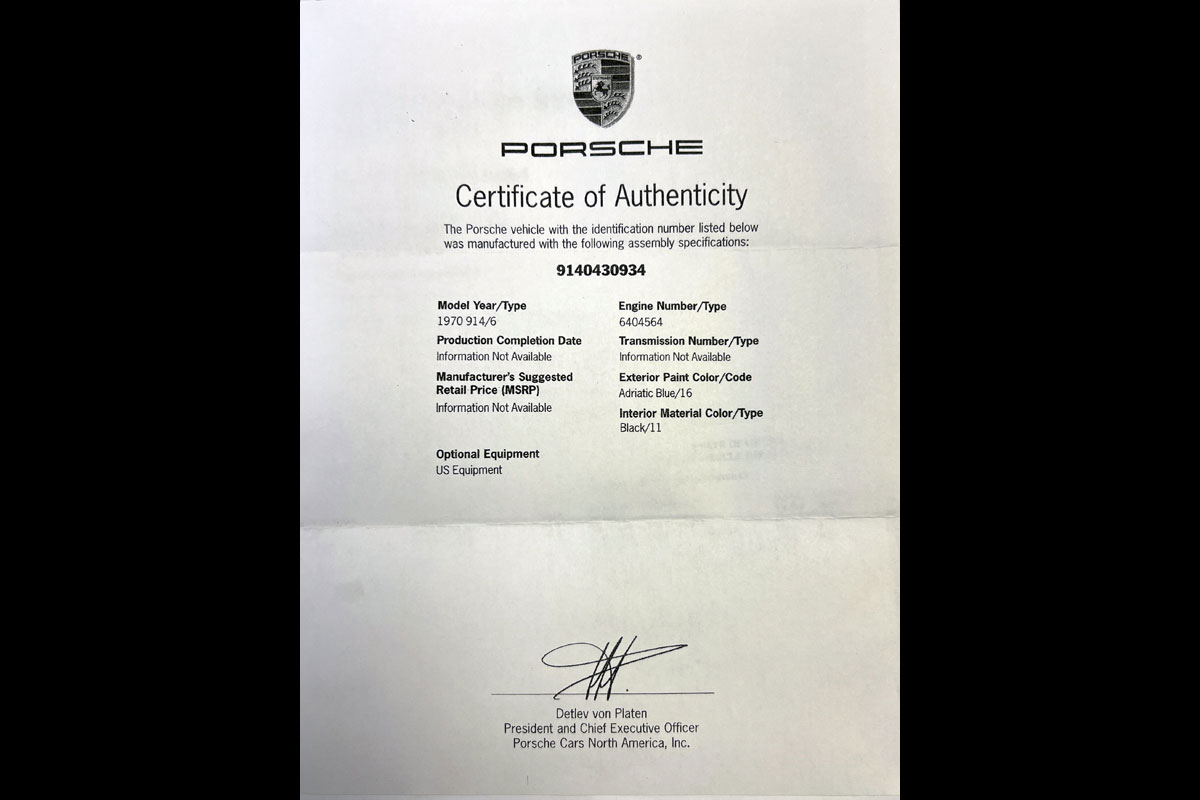 PORSCHE
PORSCHE
Certificate of Authenticity
The Porsche vehicle with the identification number listed below
was manufactured with the following assembly specifications:
9140430934
Model Year/Type
1970 914/6
Production Completion Date
Information Not Available
Manufacturer's Suggested
Retail Price (MSRP)
Information Not Available
Optional Equipment
US Equipment
Engine Number/Type
6404564
Transmission Number/Type
Information Not Available
Exterior Paint Color/Code
Adriatic Blue/16
Interior Material Color/Type
Black/11
Detlev von Platen
President and Chief Executive Officer
Porsche Cars North America, Inc.